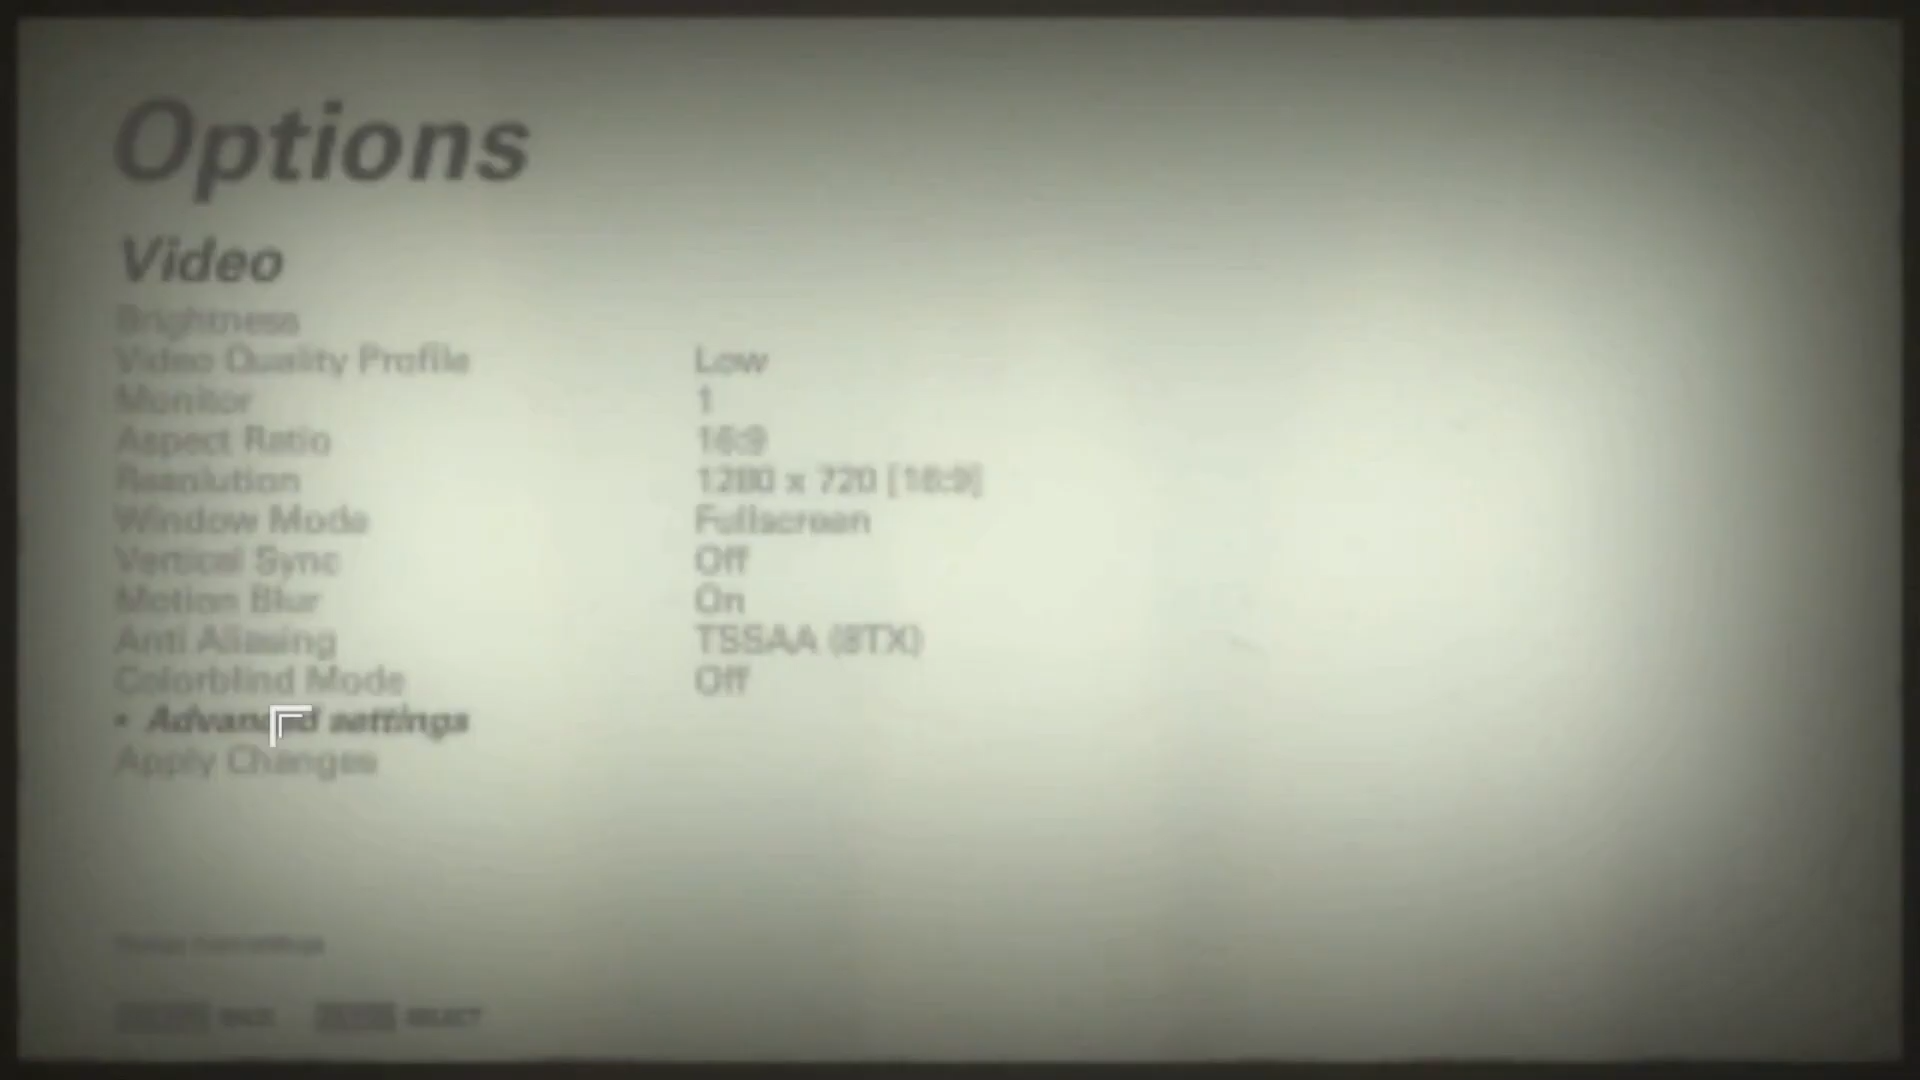 Options
Video
Brightness
Video Quality Profile Low
Monitor 1
Aspect Ratio 16:9
Resolution 1280 x 720 [16:9]
Window Mode Fullscreen
Vertical Sync Off
Motion Blur On
Anti Aliasing TSSAA (8TX)
Colorblind Mode Off
• Advanced settings
Apply Changes
BACK SELECT